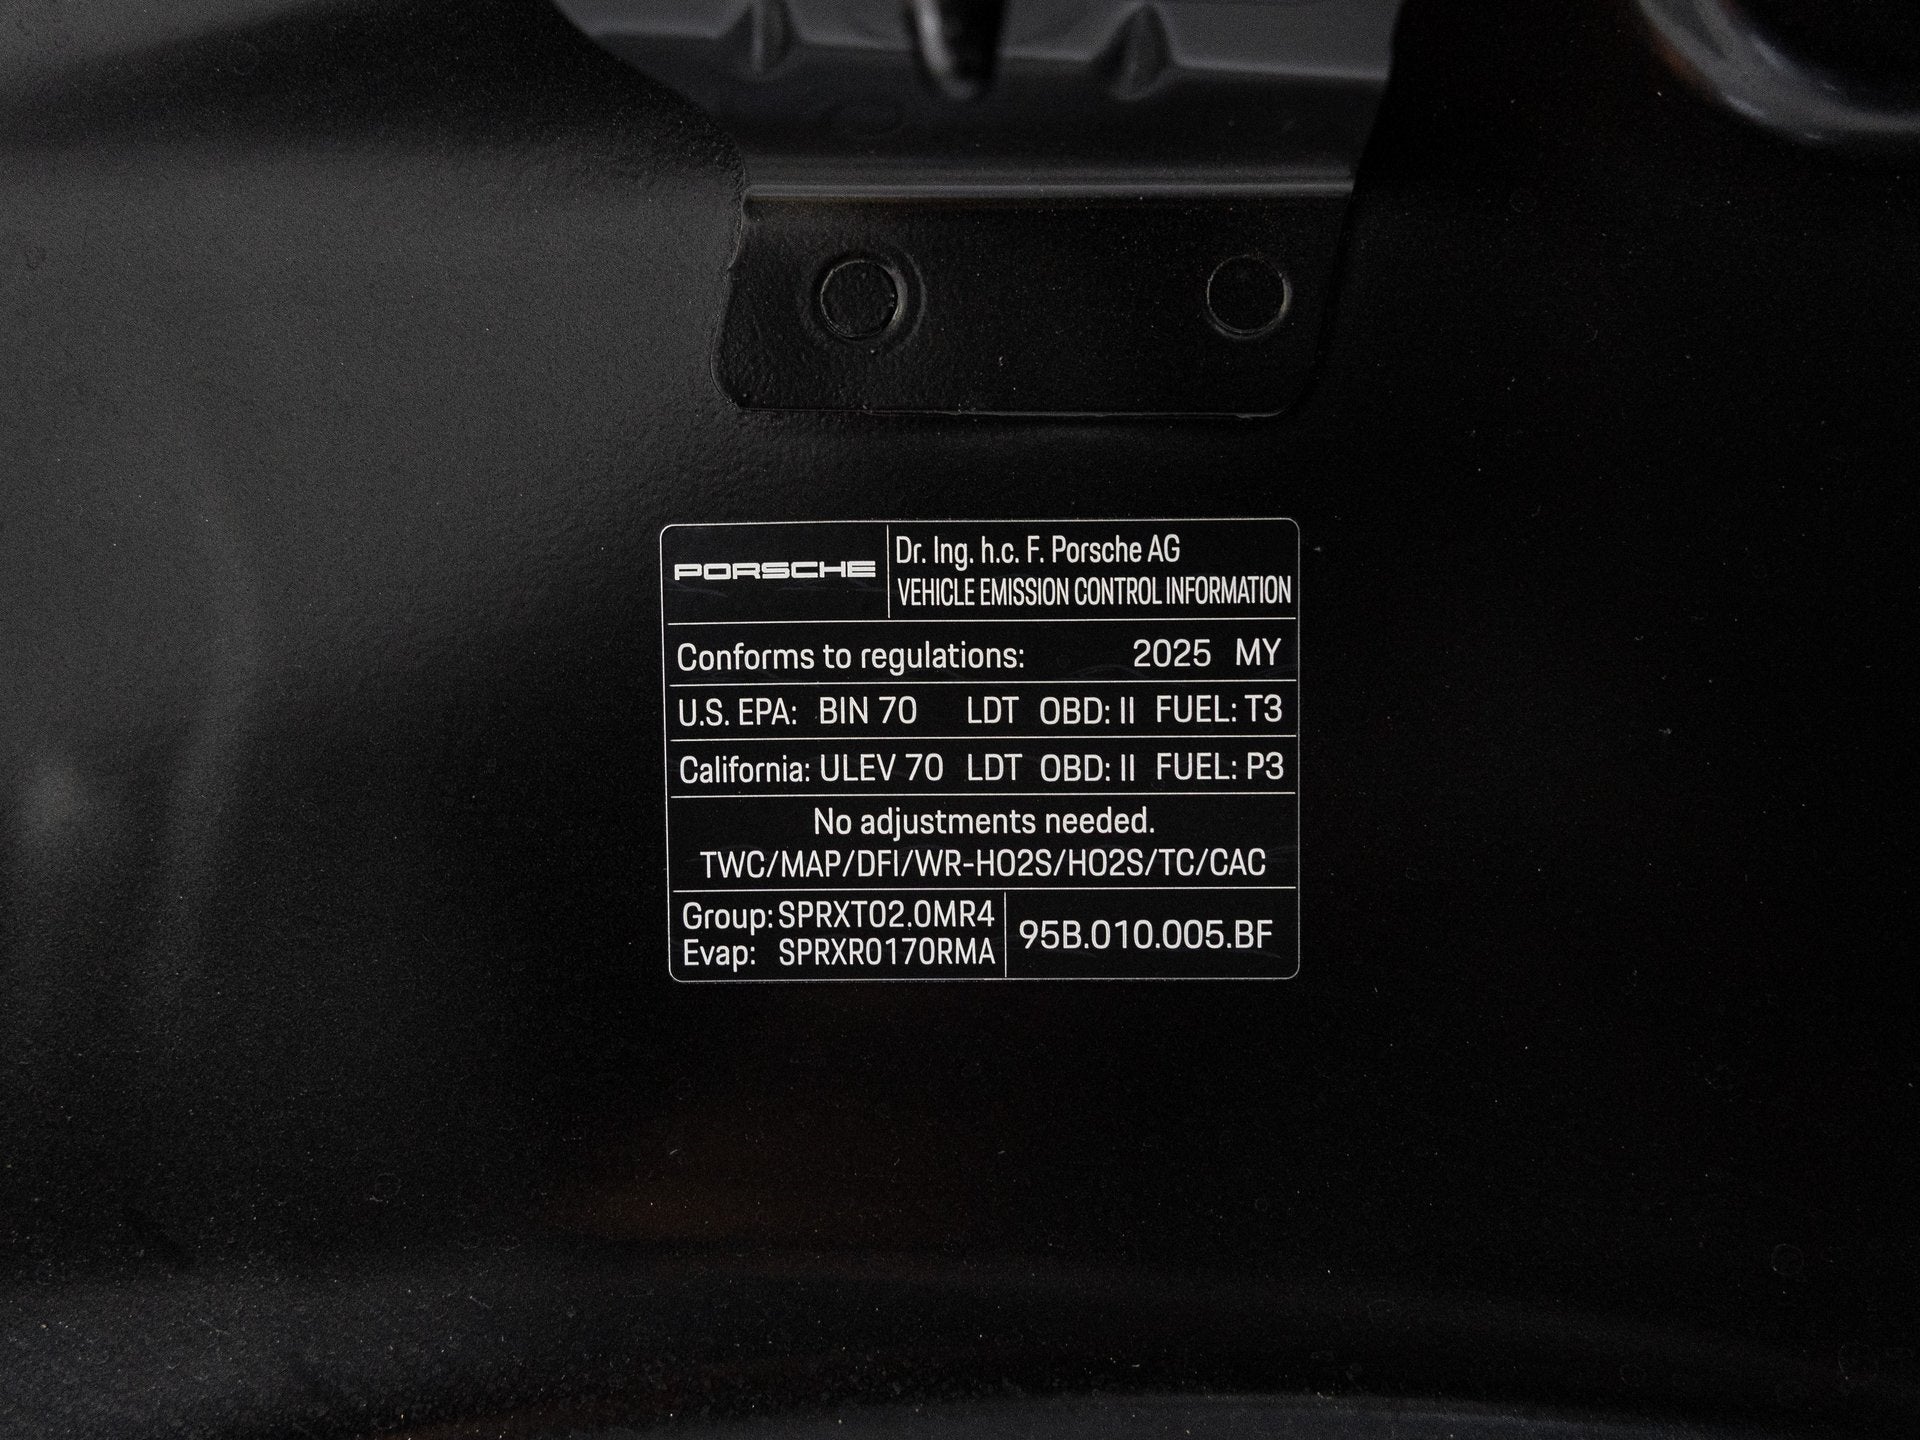 PORSCHE
Dr. Ing. h.c. F. Porsche AG
VEHICLE EMISSION CONTROL INFORMATION
Conforms to regulations: 2025 MY
U.S. EPA: BIN 70 LDT OBD: II FUEL: T3
California: ULEV 70 LDT OBD: II FUEL: P3
No adjustments needed.
TWC/MAP/DFI/WR-HO2S/HO2S/TC/CAC
Group: SPRXT02.0MR4
Evap: SPRXR0170RMA
95B.010.005.BF